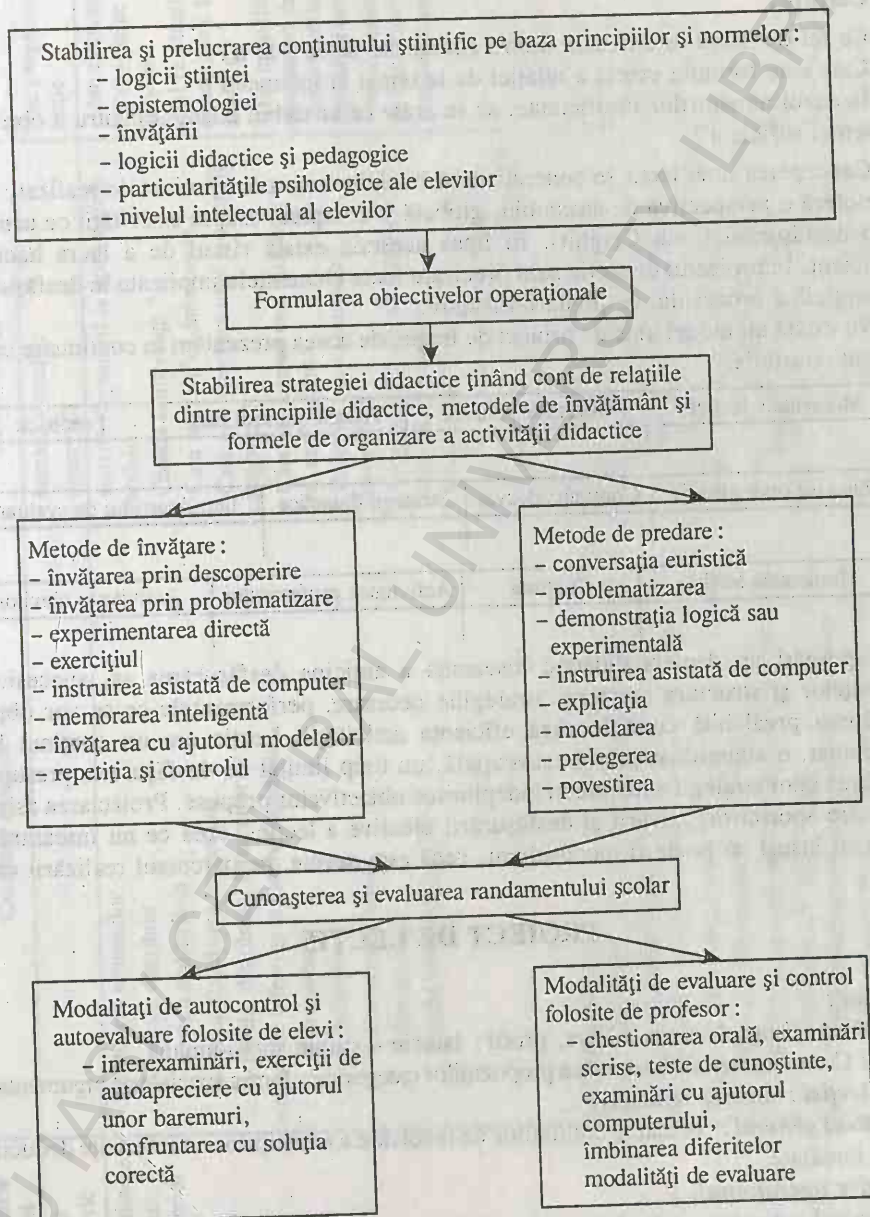 Stabilirea şi prelucrarea conţinutului ştiinţific pe baza principiilor şi normelor :
– logicii ştinţei
– epistemologiei
– învăţării
– logicii didactice şi pedagogice
– particularităţile psihologice ale elevilor
– nivelul intelectual al elevilor
Formularea obiectivelor operaţionale
Stabilirea strategiei didactice ţinând cont de relaţiile
dintre principiile didactice, metodele de învăţământ şi
formele de organizare a activităţii didactice
Metode de învăţare :
– învăţarea prin descoperire
– învăţarea prin problematizare
– experimentarea directă
– exerciţiul
– instruirea asistată de computer
– memorarea inteligentă
– învăţarea cu ajutorul modelelor
– repetiţia şi controlul
Metode de predare :
– conversaţia euristică
– problematizarea
– demonstraţia logică sau
experimentală
– instruirea asistată de computer
– explicaţia
– modelarea
– prelegerea
– povestirea
Cunoaşterea şi evaluarea randamentului şcolar
Modalitaţi de autocontrol şi
autoevaluare folosite de elevi :
– interexaminări, exerciţii de
autoapreciere cu ajutorul
unor baremuri,
confruntarea cu soluţia
corectă
Modalităţi de evaluare şi control
folosite de profesor :
– chestionarea orală, examinări
scrise, teste de cunoştinte,
examinări cu ajutorul
computerului,
îmbinarea diferitelor
modalităţi de evaluare
CENTRAL UNIVERSITY